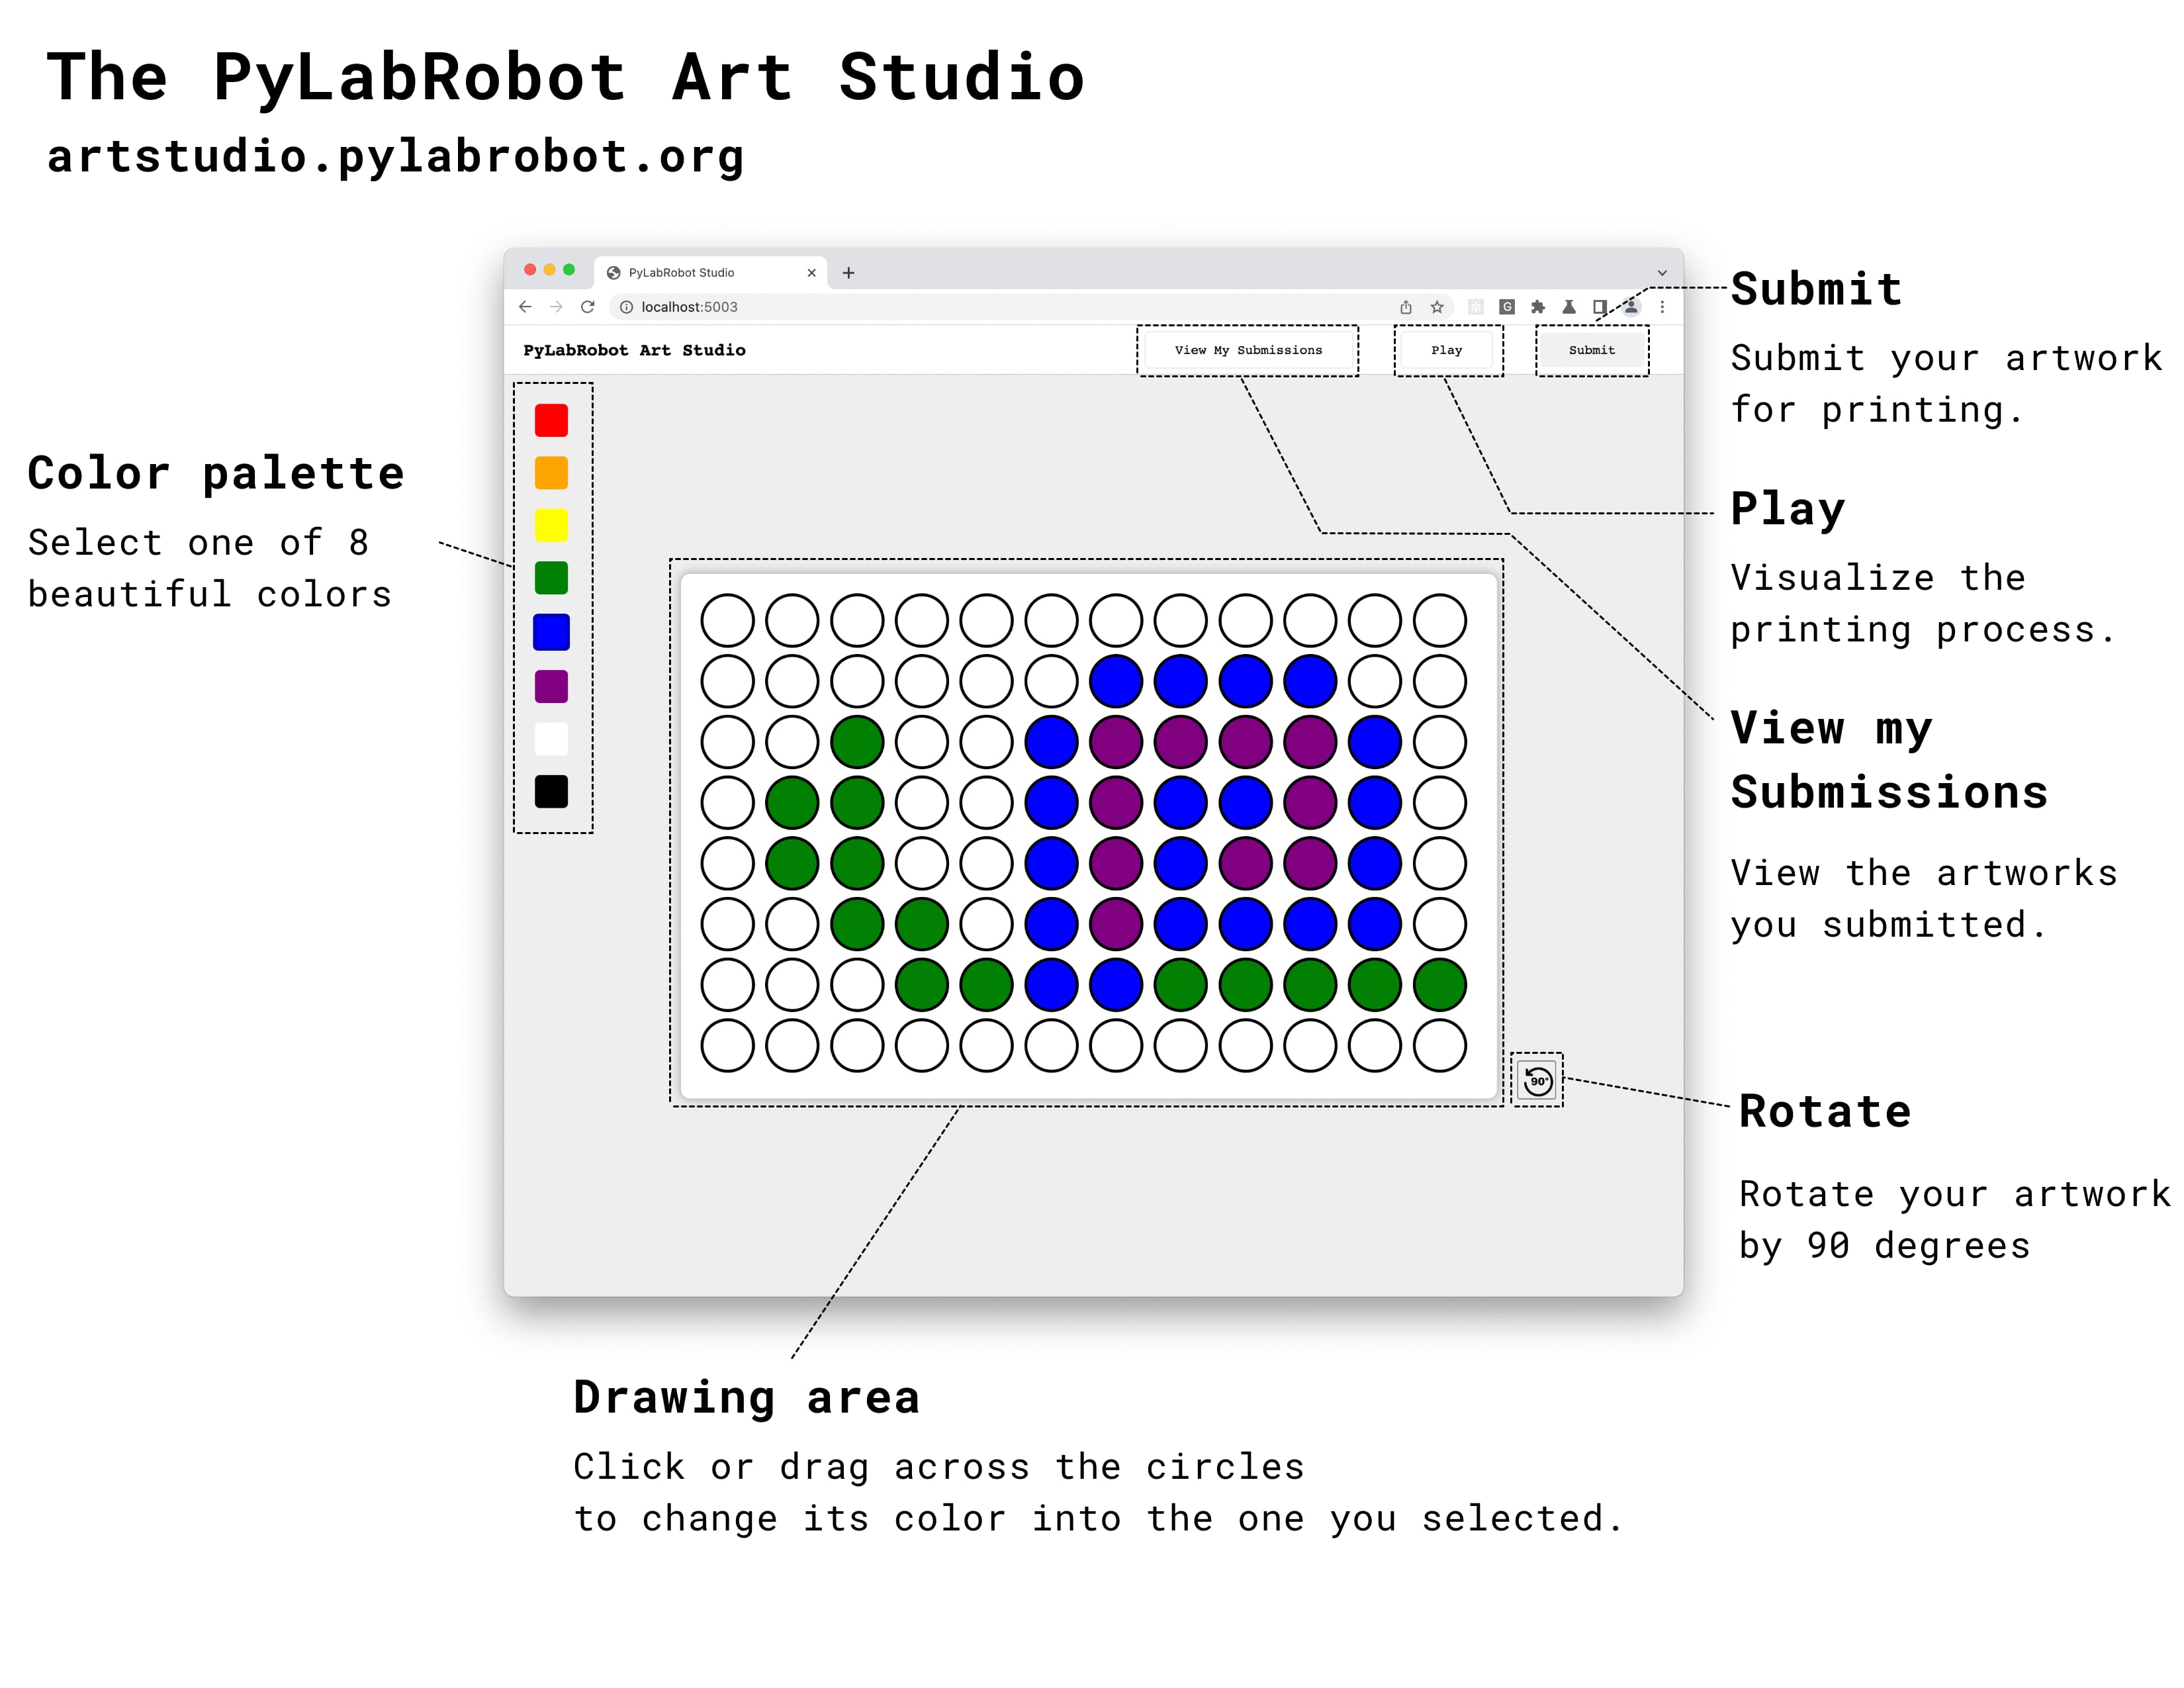 The PyLabRobot Art Studio
artstudio.pylabrobot.org
PyLabRobot Studio
localhost:5003
G
PyLabRobot Art Studio
View My Submissions
Play
Submit
Submit
Submit your artwork
for printing.
Color palette
Select one of 8
beautiful colors
Play
Visualize the
printing process.
View my
Submissions
View the artworks
you submitted.
90°
Rotate
Rotate your artwork
by 90 degrees
Drawing area
Click or drag across the circles
to change its color into the one you selected.